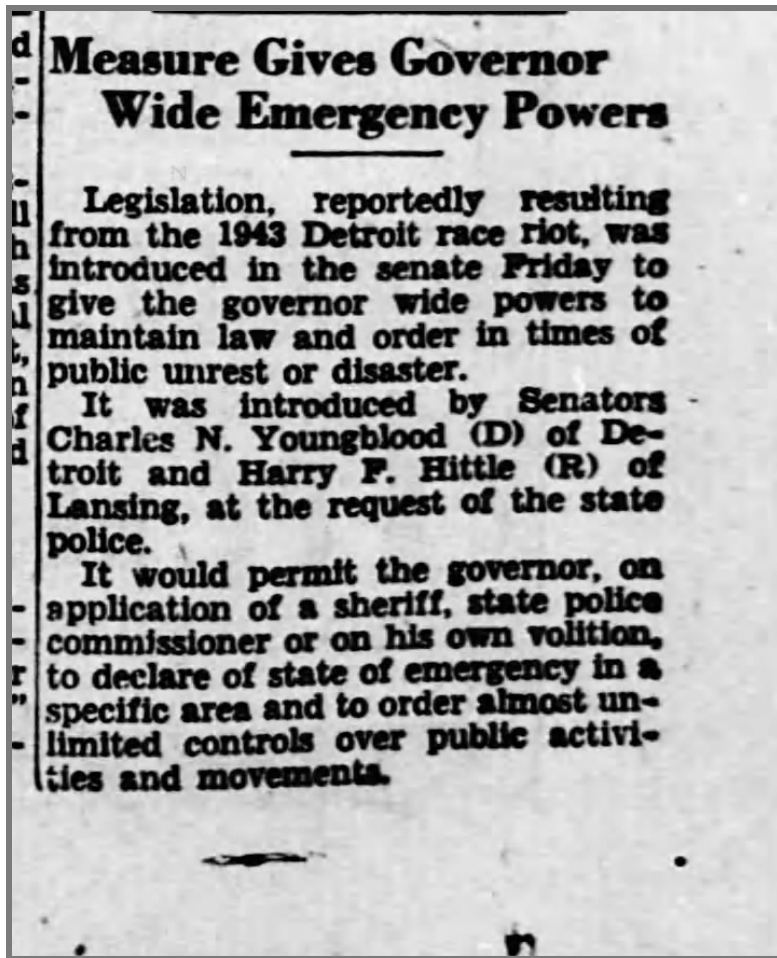 Measure Gives Governor
Wide Emergency Powers
Legislation, reportedly resulting
from the 1943 Detroit race riot, was
introduced in the senate Friday to
give the governor wide powers to
maintain law and order in times of
public unrest or disaster.
It was introduced by Senators
Charles N. Youngblood (D) of De-
troit and Harry F. Hittle (R) of
Lansing, at the request of the state
police.
It would permit the governor, on
application of a sheriff, state police
commissioner or on his own volition,
to declare of state of emergency in a
specific area and to order almost un-
limited controls over public activi-
ties and movements.